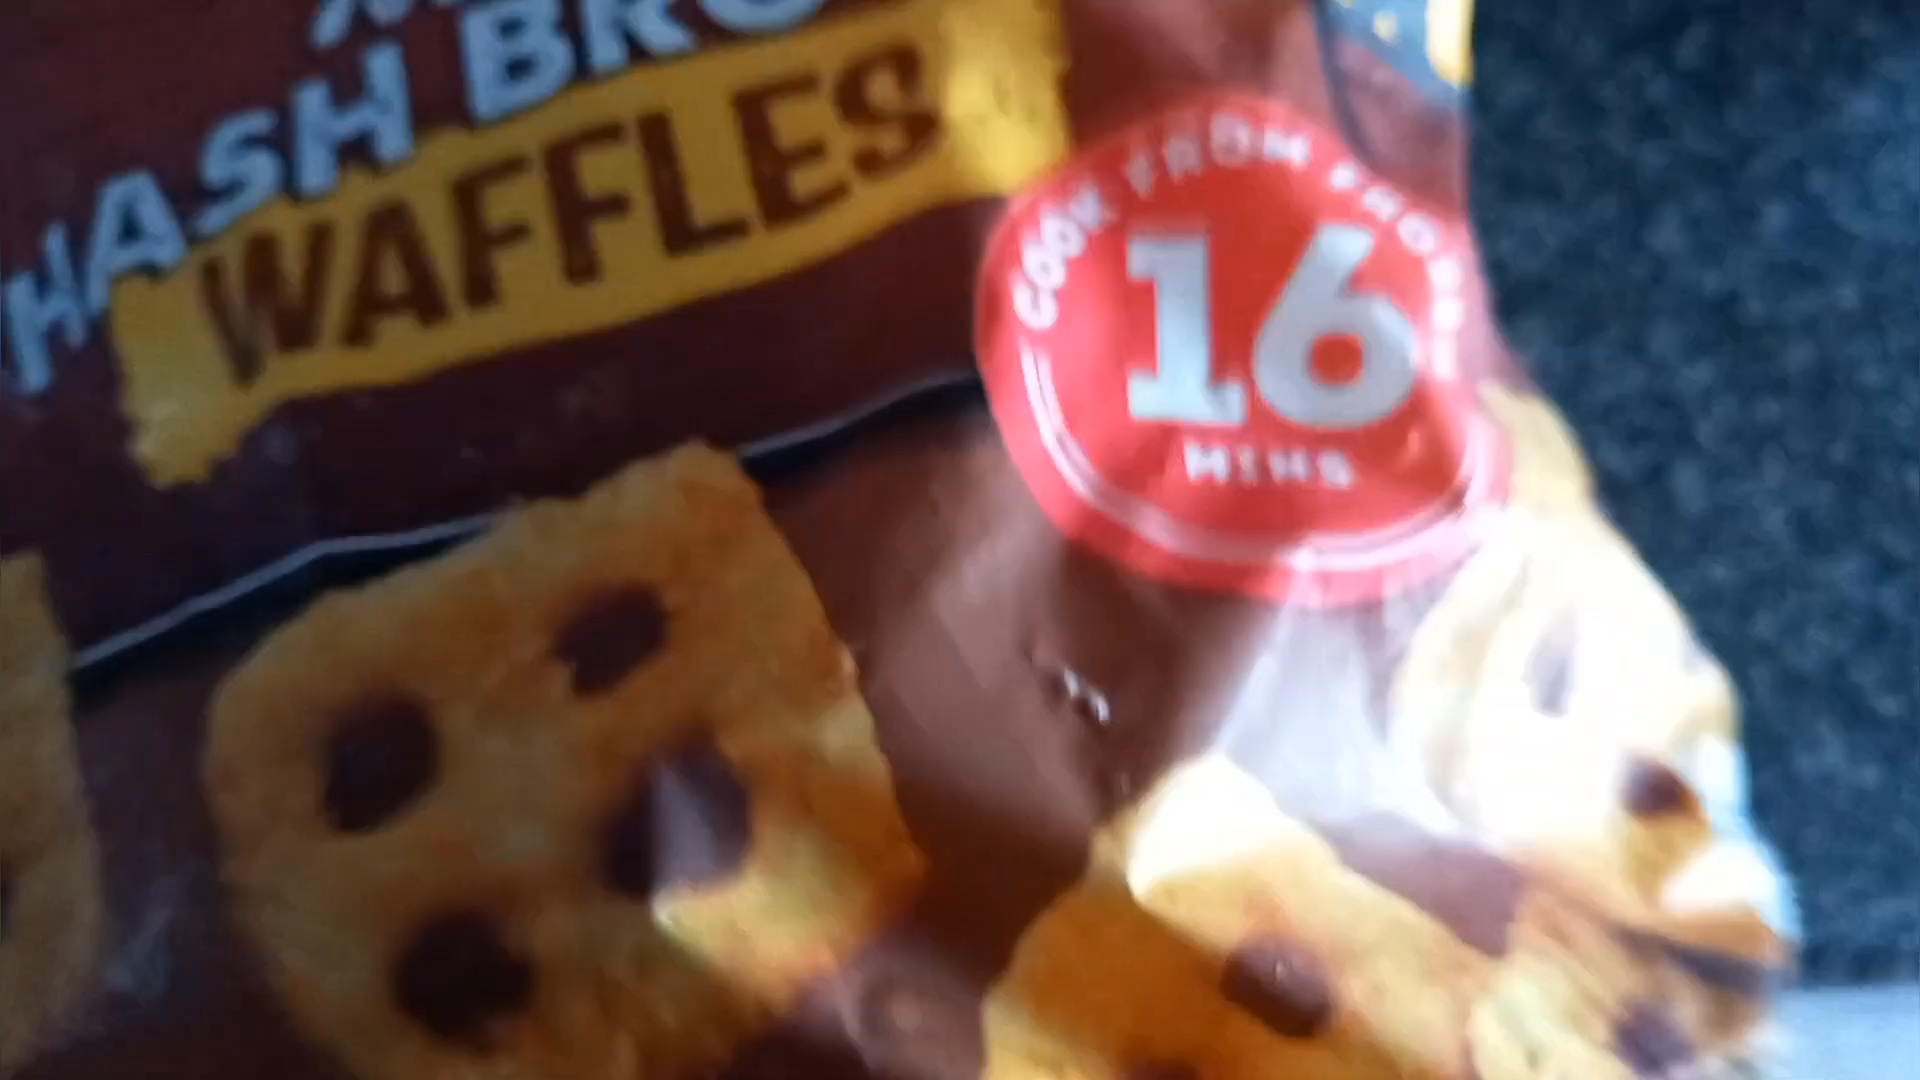 HASH BRO
WAFFLES
COOK FROM FROZEN
16
MINS